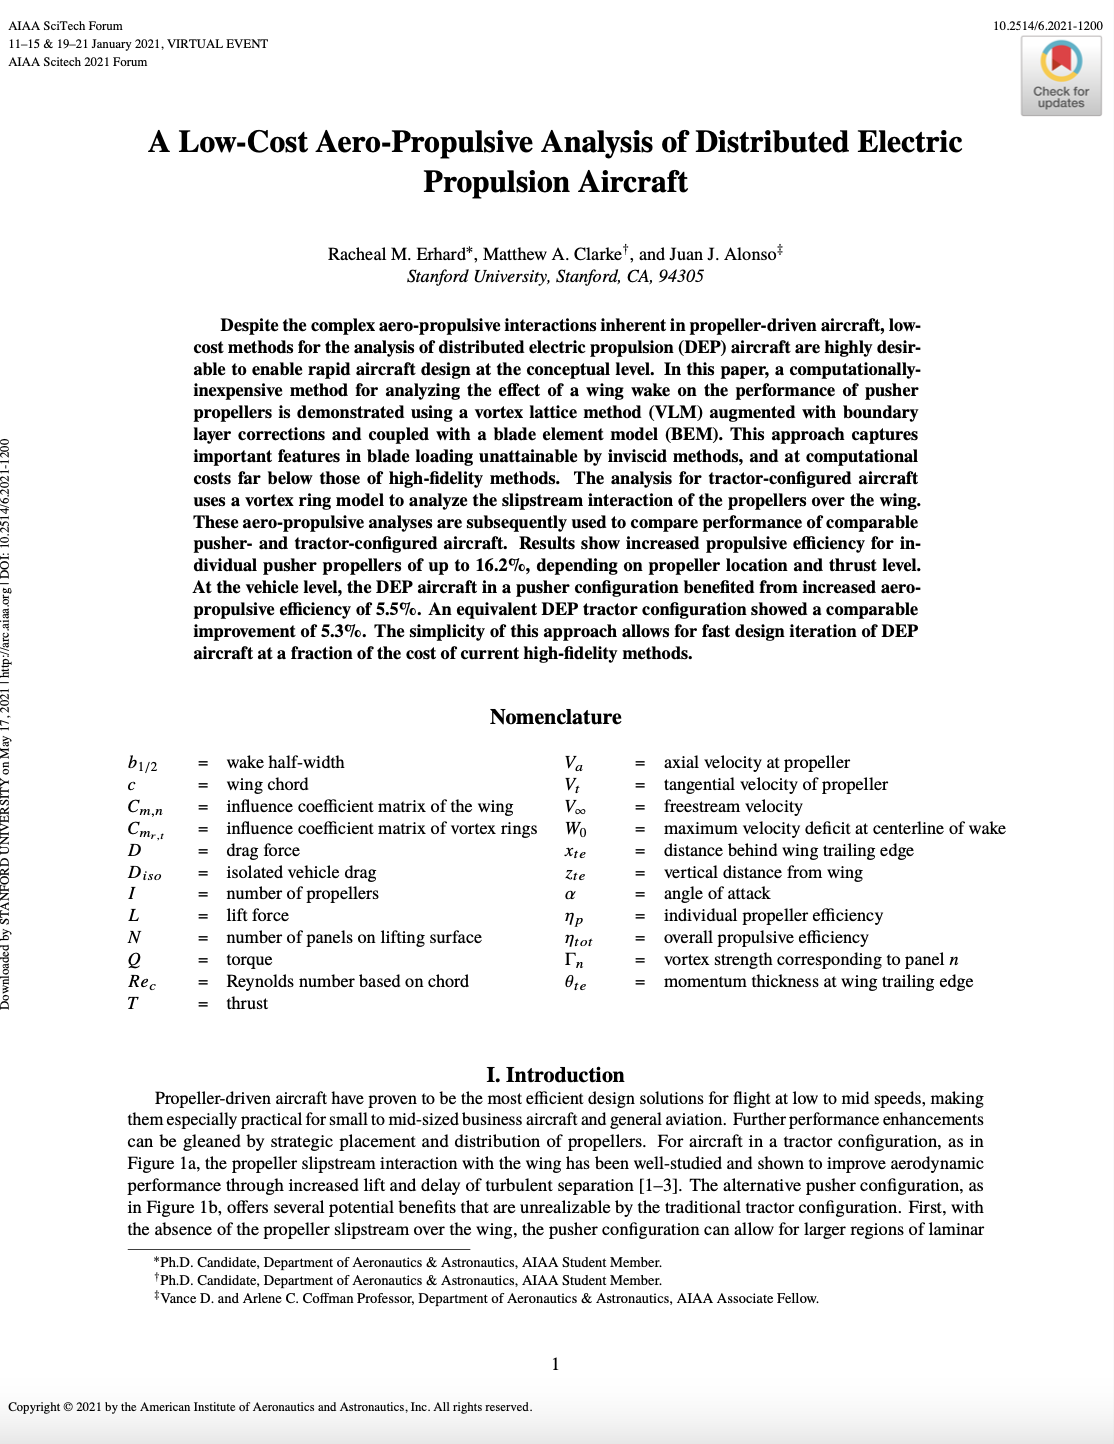 AIAA SciTech Forum
11–15 & 19–21 January 2021, VIRTUAL EVENT
AIAA Scitech 2021 Forum
10.2514/6.2021-1200
Check for
updates
A Low-Cost Aero-Propulsive Analysis of Distributed Electric
Propulsion Aircraft
Racheal M. Erhard*, Matthew A. Clarke†, and Juan J. Alonso‡
Stanford University, Stanford, CA, 94305
Despite the complex aero-propulsive interactions inherent in propeller-driven aircraft, low-
cost methods for the analysis of distributed electric propulsion (DEP) aircraft are highly desir-
able to enable rapid aircraft design at the conceptual level. In this paper, a computationally-
inexpensive method for analyzing the effect of a wing wake on the performance of pusher
propellers is demonstrated using a vortex lattice method (VLM) augmented with boundary
layer corrections and coupled with a blade element model (BEM). This approach captures
important features in blade loading unattainable by inviscid methods, and at computational
costs far below those of high-fidelity methods. The analysis for tractor-configured aircraft
uses a vortex ring model to analyze the slipstream interaction of the propellers over the wing.
These aero-propulsive analyses are subsequently used to compare performance of comparable
pusher- and tractor-configured aircraft. Results show increased propulsive efficiency for in-
dividual pusher propellers of up to 16.2%, depending on propeller location and thrust level.
At the vehicle level, the DEP aircraft in a pusher configuration benefited from increased aero-
propulsive efficiency of 5.5%. An equivalent DEP tractor configuration showed a comparable
improvement of 5.3%. The simplicity of this approach allows for fast design iteration of DEP
aircraft at a fraction of the cost of current high-fidelity methods.
Nomenclature
b1/2 = wake half-width
c = wing chord
Cm,n = influence coefficient matrix of the wing
Cmr,t = influence coefficient matrix of vortex rings
D = drag force
Diso = isolated vehicle drag
I = number of propellers
L = lift force
N = number of panels on lifting surface
Q = torque
Rec = Reynolds number based on chord
T = thrust
Va = axial velocity at propeller
Vt = tangential velocity of propeller
V∞ = freestream velocity
W0 = maximum velocity deficit at centerline of wake
xte = distance behind wing trailing edge
zte = vertical distance from wing
α = angle of attack
ηp = individual propeller efficiency
ηtot = overall propulsive efficiency
Γn = vortex strength corresponding to panel n
θte = momentum thickness at wing trailing edge
I. Introduction
Propeller-driven aircraft have proven to be the most efficient design solutions for flight at low to mid speeds, making
them especially practical for small to mid-sized business aircraft and general aviation. Further performance enhancements
can be gleaned by strategic placement and distribution of propellers. For aircraft in a tractor configuration, as in
Figure 1a, the propeller slipstream interaction with the wing has been well-studied and shown to improve aerodynamic
performance through increased lift and delay of turbulent separation [1–3]. The alternative pusher configuration, as
in Figure 1b, offers several potential benefits that are unrealizable by the traditional tractor configuration. First, with
the absence of the propeller slipstream over the wing, the pusher configuration can allow for larger regions of laminar
*Ph.D. Candidate, Department of Aeronautics & Astronautics, AIAA Student Member.
†Ph.D. Candidate, Department of Aeronautics & Astronautics, AIAA Student Member.
‡Vance D. and Arlene C. Coffman Professor, Department of Aeronautics & Astronautics, AIAA Associate Fellow.
1
Copyright © 2021 by the American Institute of Aeronautics and Astronautics, Inc. All rights reserved.
Downloaded by STANFORD UNIVERSITY on May 17, 2021 | http://arc.aiaa.org | DOI: 10.2514/6.2021-1200